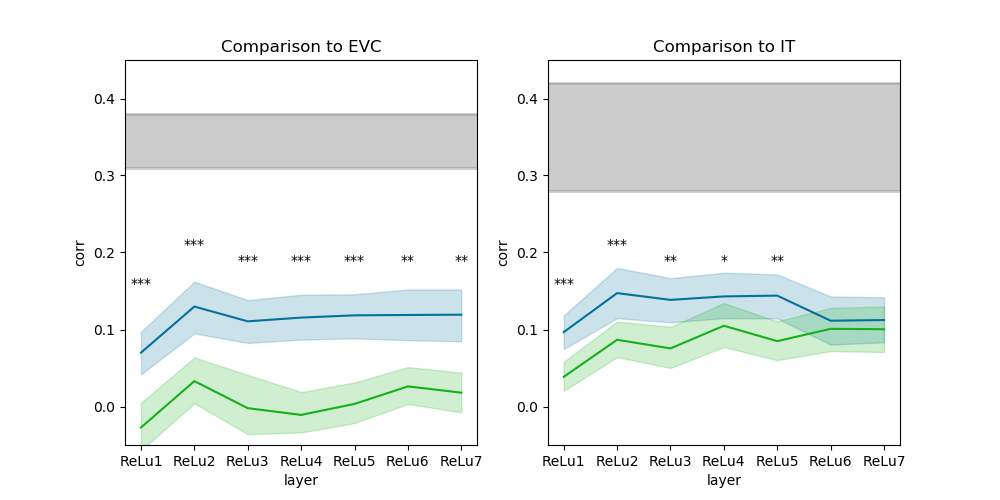 Comparison to EVC
corr
0.4
0.3
0.2
0.1
0.0
***
***
***
***
***
**
**
ReLu1 ReLu2 ReLu3 ReLu4 ReLu5 ReLu6 ReLu7
layer
Comparison to IT
corr
0.4
0.3
0.2
0.1
0.0
***
***
**
*
**
ReLu1 ReLu2 ReLu3 ReLu4 ReLu5 ReLu6 ReLu7
layer